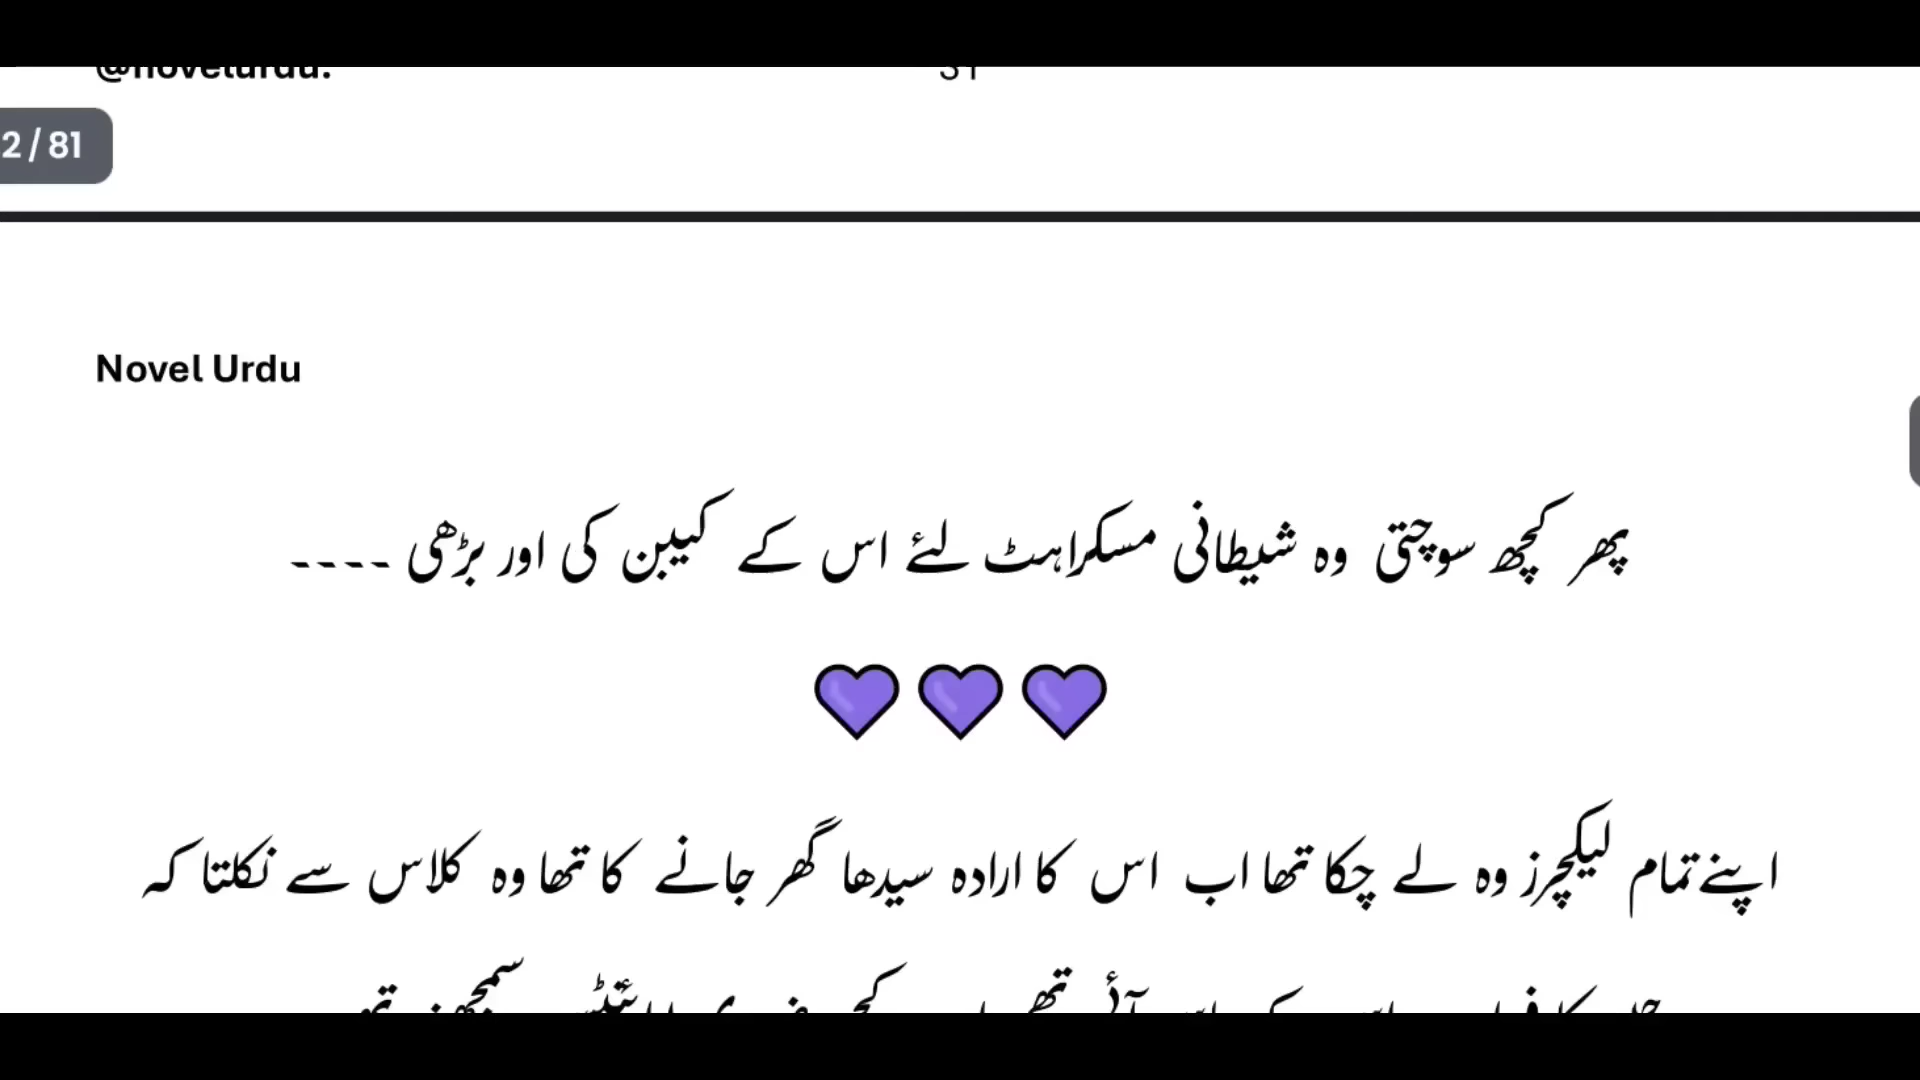 @novelurdu.
31
2 / 81
Novel Urdu
پھر کچھ سوچتی وہ شیطانی مسکراہٹ لئے اس کے کیبن کی اور بڑھی ----
💜💜💜
اپنے تمام لیکچرز وہ لے چکا تھا اب اس کا ارادہ سیدھا گھر جانے کا تھا وہ کلاس سے نکلتا کہ